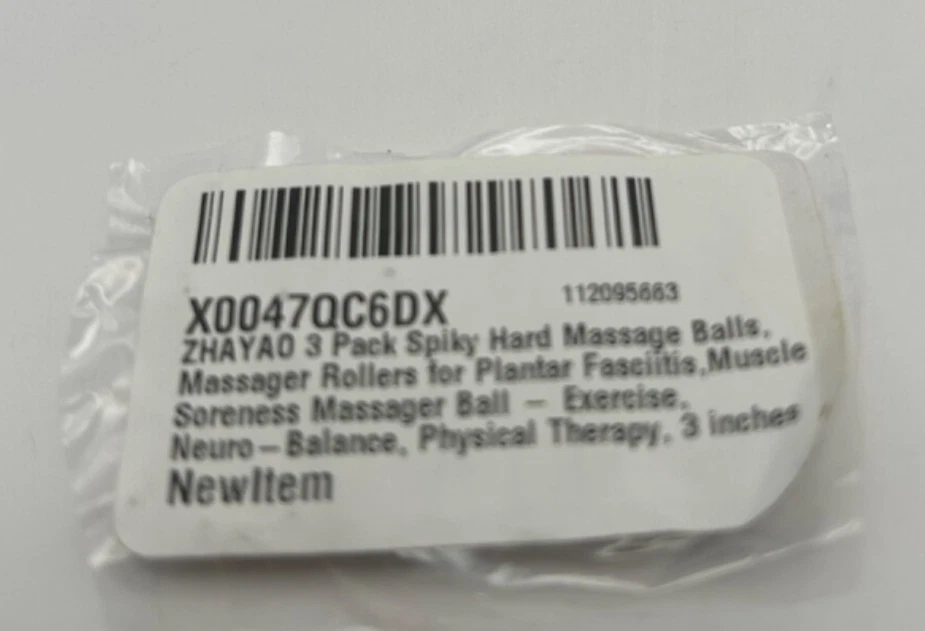 X0047QC6DX
112095663
ZHAYAO 3 Pack Spiky Hard Massage Balls,
Massager Rollers for Plantar Fasciitis,Muscle
Soreness Massager Ball – Exercise,
Neuro–Balance, Physical Therapy, 3 inches
NewItem